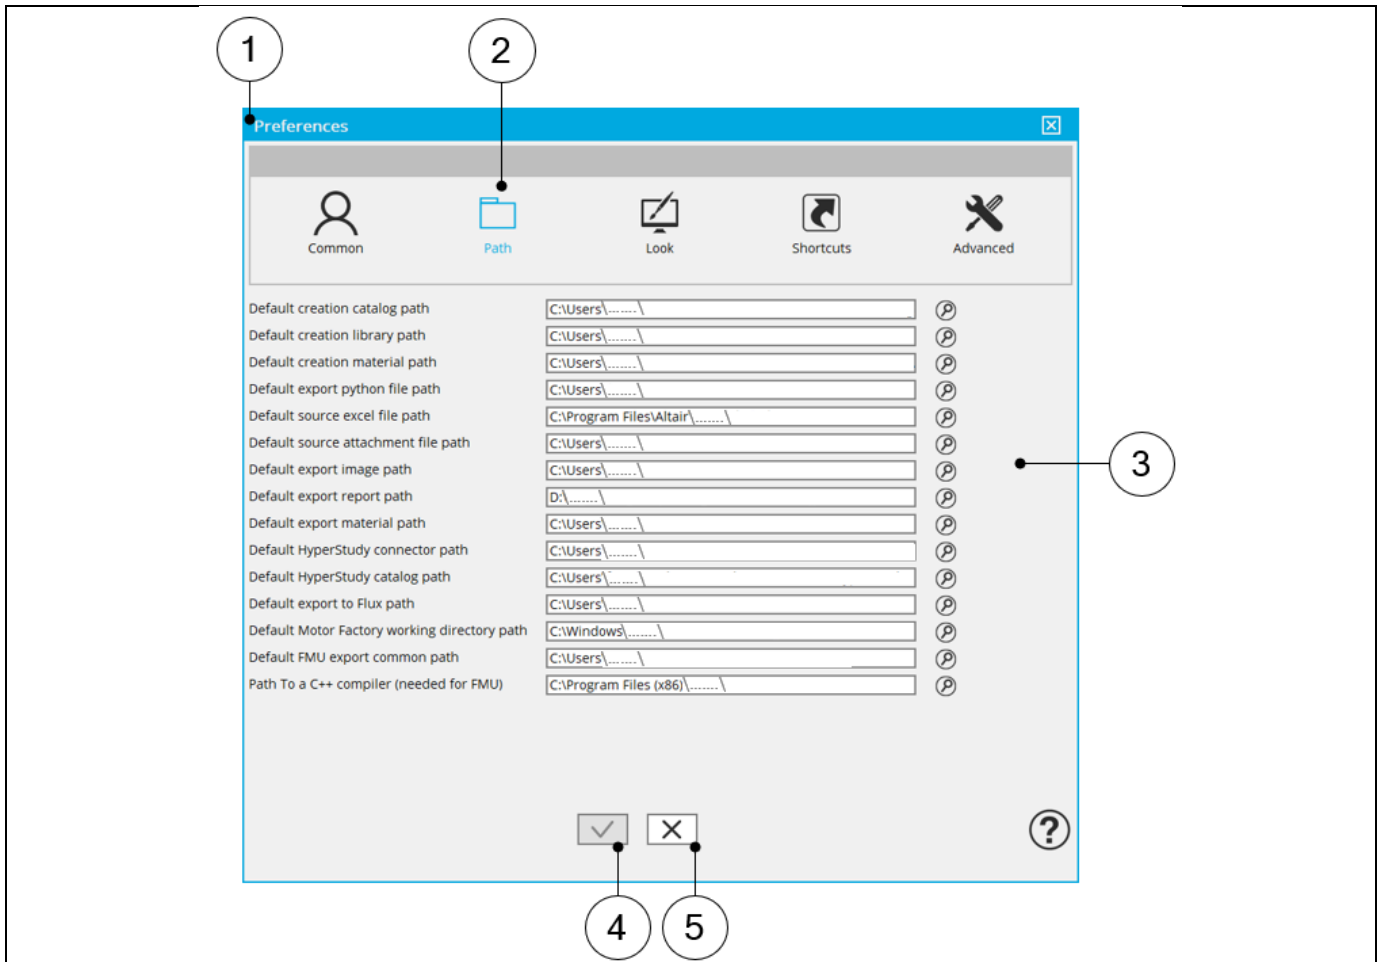 1 2
Preferences
Common Path Look Shortcuts Advanced
Default creation catalog path C:\Users\.......\
Default creation library path C:\Users\.......\
Default creation material path C:\Users\.......\
Default export python file path C:\Users\.......\
Default source excel file path C:\Program Files\Altair\.......\
Default source attachment file path C:\Users\.......\
Default export image path C:\Users\.......\
3
Default export report path D:\.......\
Default export material path C:\Users\.......\
Default HyperStudy connector path C:\Users\.......\
Default HyperStudy catalog path C:\Users\.......\
Default export to Flux path C:\Users\.......\
Default Motor Factory working directory path C:\Windows\.......\
Default FMU export common path C:\Users\.......\
Path To a C++ compiler (needed for FMU) C:\Program Files (x86)\.......\
?
4 5